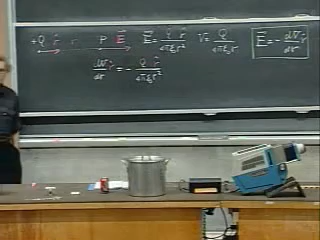 +Q r̂ r P E⃗ E⃗ = Q r̂ / 4πε₀r² V = Q / 4πε₀r E⃗ = - dV/dr r̂
dV/dr r̂ = - Q r̂ / 4πε₀r²